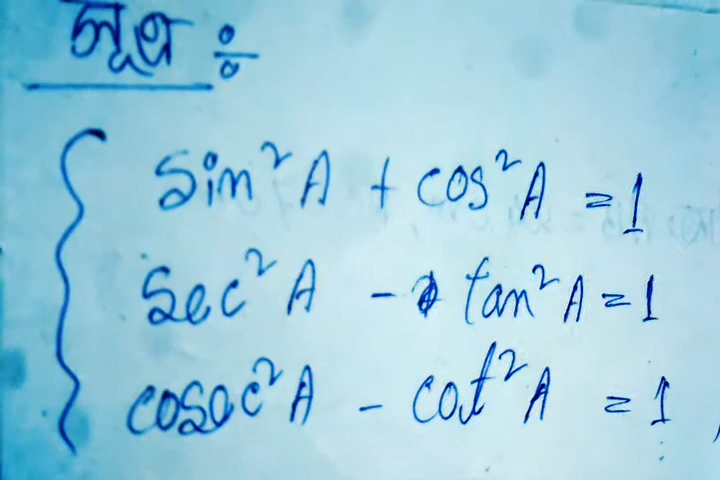 সূত্র ÷
sin²A + cos²A = 1
sec²A - tan²A = 1
cosec²A - cot²A = 1